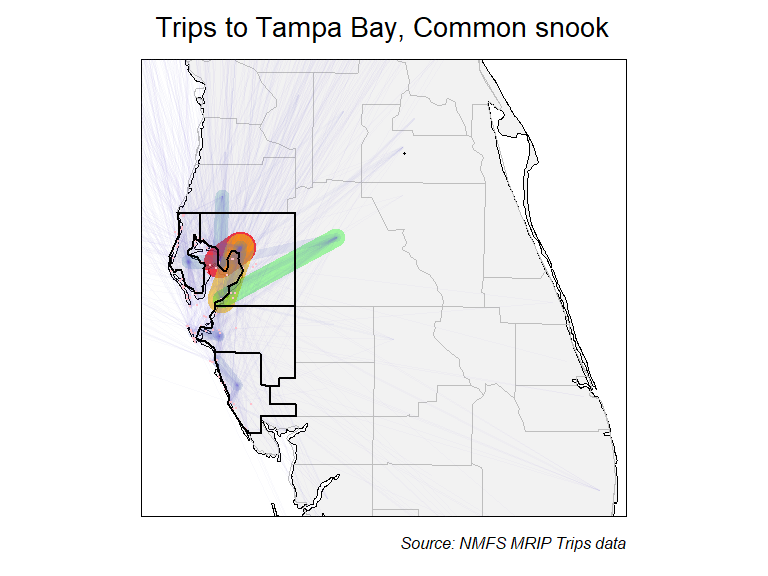 Trips to Tampa Bay, Common snook
Source: NMFS MRIP Trips data